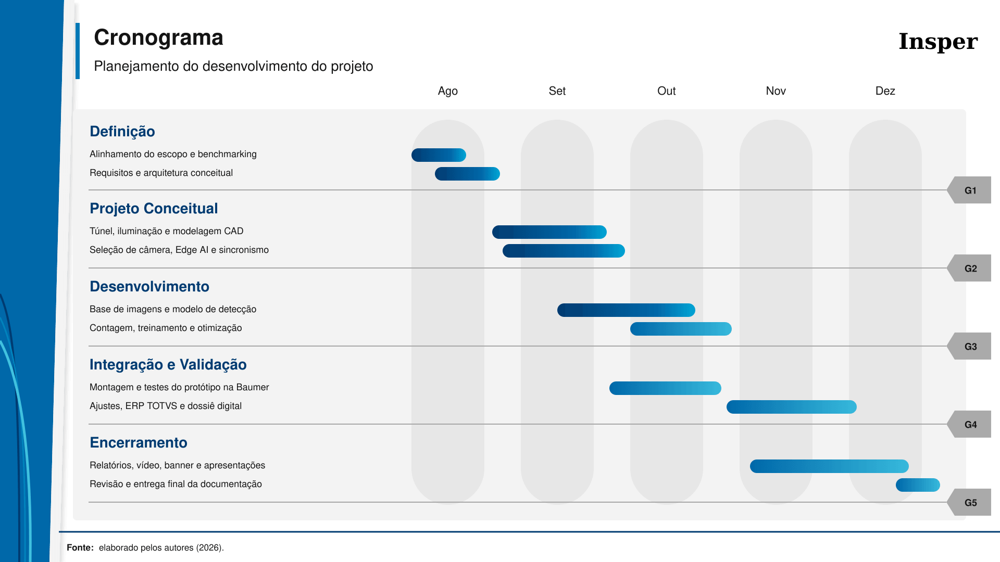 Cronograma
Insper
Planejamento do desenvolvimento do projeto
Ago Set Out Nov Dez
Definição
Alinhamento do escopo e benchmarking
Requisitos e arquitetura conceitual
G1
Projeto Conceitual
Túnel, iluminação e modelagem CAD
Seleção de câmera, Edge AI e sincronismo
G2
Desenvolvimento
Base de imagens e modelo de detecção
Contagem, treinamento e otimização
G3
Integração e Validação
Montagem e testes do protótipo na Baumer
Ajustes, ERP TOTVS e dossiê digital
G4
Encerramento
Relatórios, vídeo, banner e apresentações
Revisão e entrega final da documentação
G5
Fonte: elaborado pelos autores (2026).